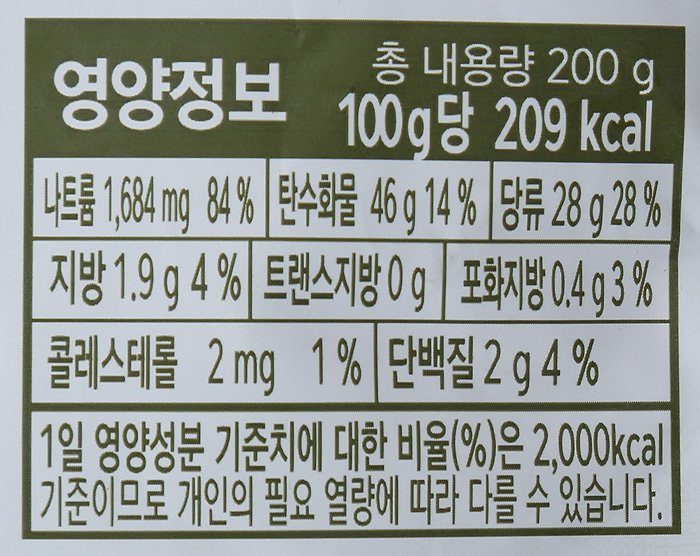 영양정보
총 내용량 200 g
100 g당 209 kcal
나트륨 1,684 mg 84 % 탄수화물 46 g 14 % 당류 28 g 28 %
지방 1.9 g 4 % 트랜스지방 0 g 포화지방 0.4 g 3 %
콜레스테롤 2 mg 1 % 단백질 2 g 4 %
1일 영양성분 기준치에 대한 비율(%)은 2,000kcal
기준이므로 개인의 필요 열량에 따라 다를 수 있습니다.